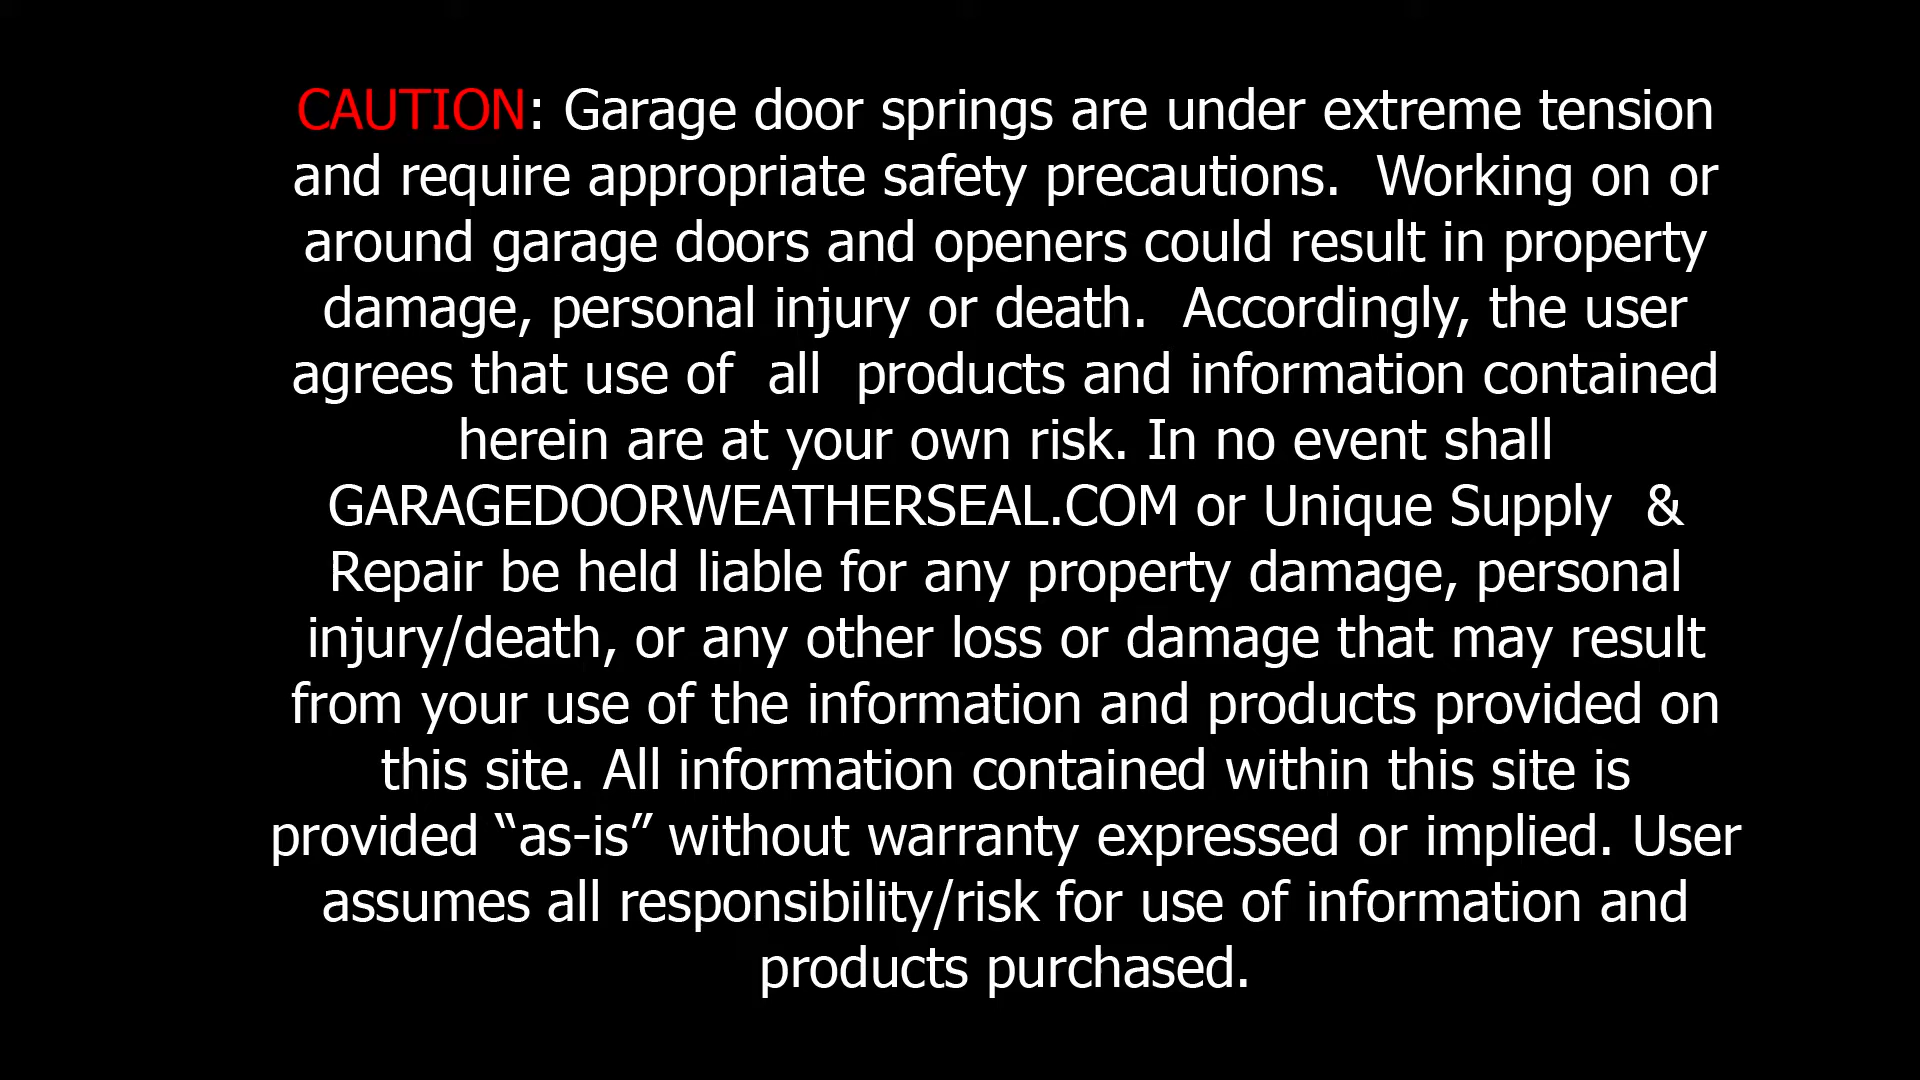 CAUTION: Garage door springs are under extreme tension
and require appropriate safety precautions.  Working on or
around garage doors and openers could result in property
damage, personal injury or death.  Accordingly, the user
agrees that use of  all  products and information contained
herein are at your own risk. In no event shall
GARAGEDOORWEATHERSEAL.COM or Unique Supply  &
Repair be held liable for any property damage, personal
injury/death, or any other loss or damage that may result
from your use of the information and products provided on
this site. All information contained within this site is
provided “as-is” without warranty expressed or implied. User
assumes all responsibility/risk for use of information and
products purchased.